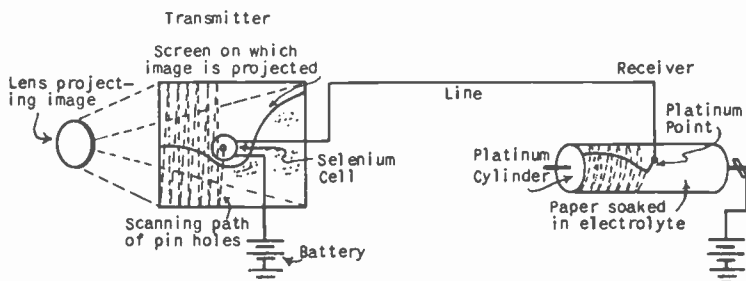 Transmitter
Screen on which
image is projected
Lens project-
ing image
Receiver
Line
Platinum
Point
Selenium
Cell
Platinum
Cylinder
Scanning path
of pin holes
Paper soaked
in electrolyte
Battery